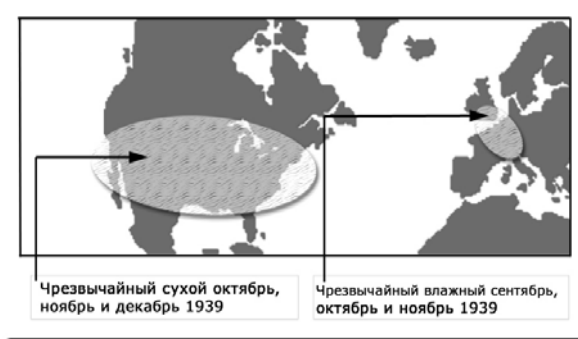 Чрезвычайный сухой октябрь,
ноябрь и декабрь 1939
Чрезвычайный влажный сентябрь,
октябрь и ноябрь 1939